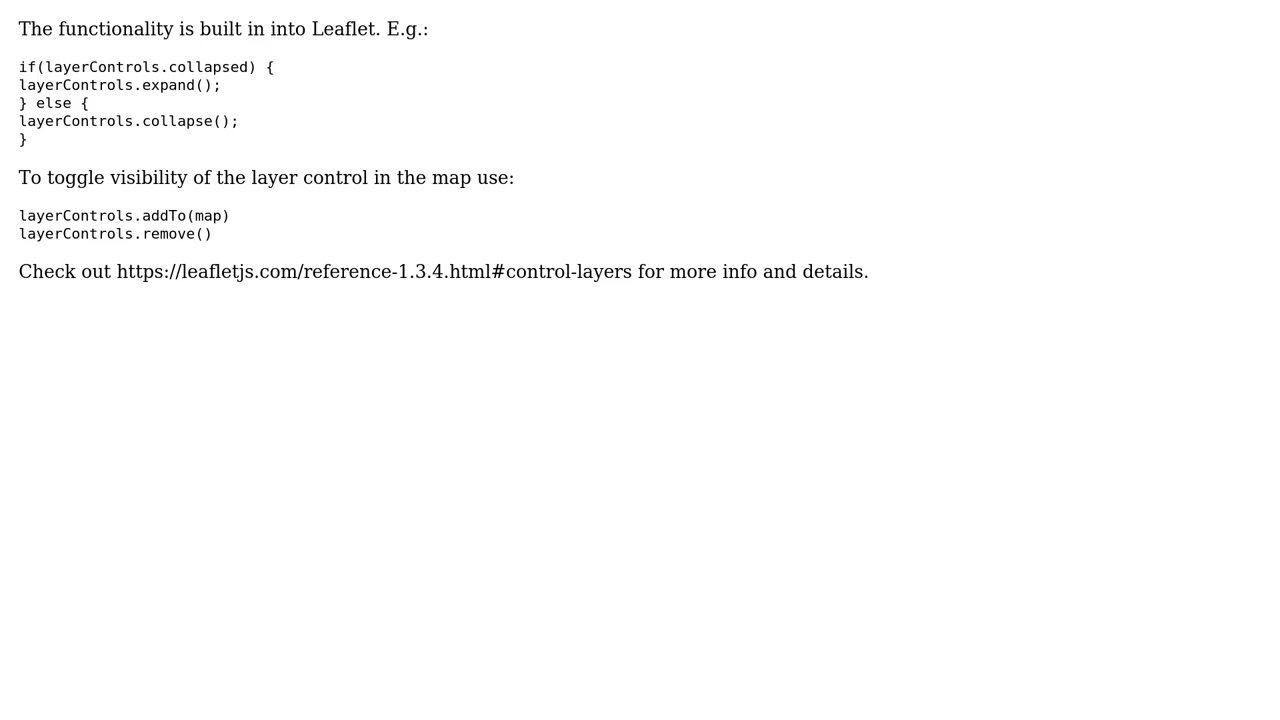 The functionality is built in into Leaflet. E.g.:
if(layerControls.collapsed) {
layerControls.expand();
} else {
layerControls.collapse();
}
To toggle visibility of the layer control in the map use:
layerControls.addTo(map)
layerControls.remove()
Check out https://leafletjs.com/reference-1.3.4.html#control-layers for more info and details.